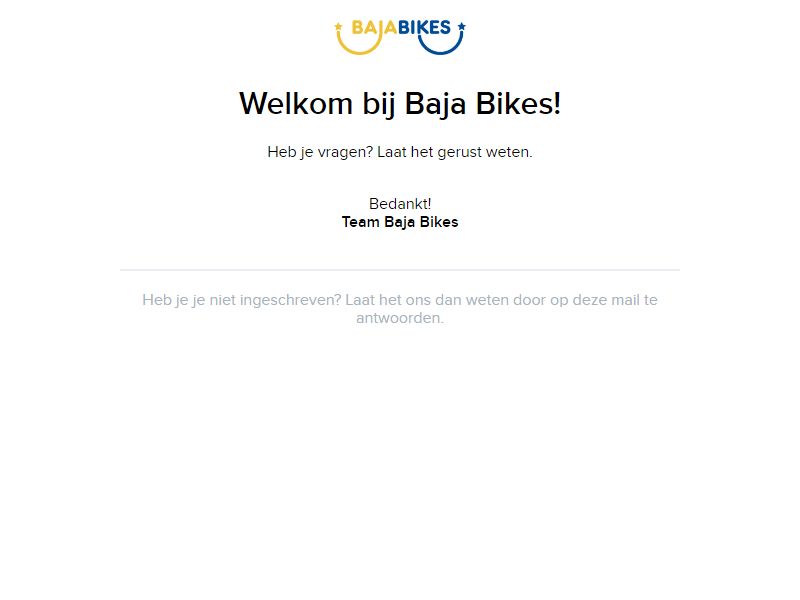 BAJABIKES
Welkom bij Baja Bikes!
Heb je vragen? Laat het gerust weten.
Bedankt!
Team Baja Bikes
Heb je je niet ingeschreven? Laat het ons dan weten door op deze mail te
antwoorden.